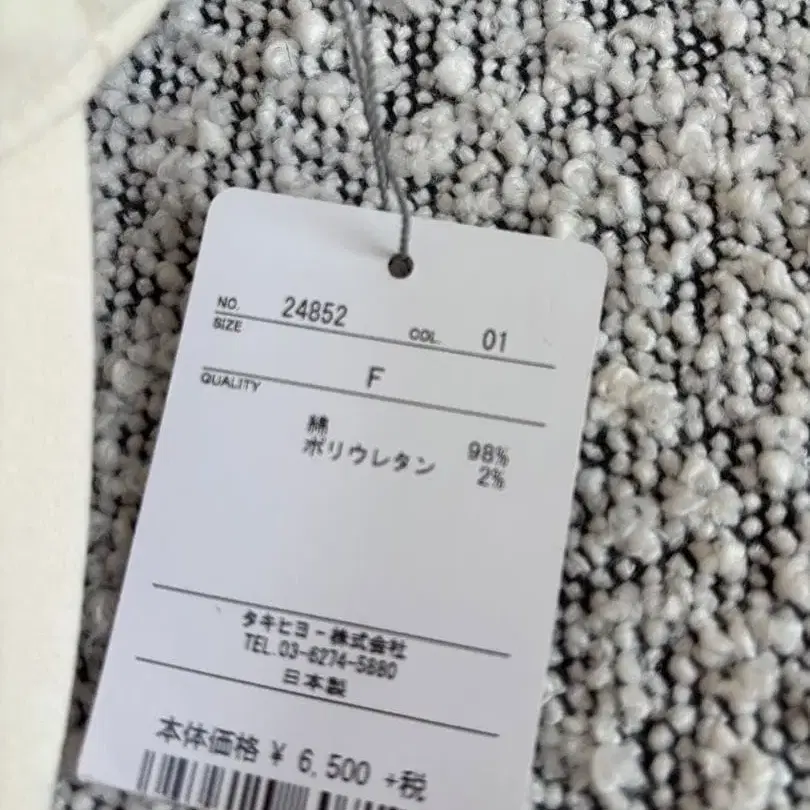 NO. 24852 COL. 01
SIZE F
QUALITY
綿 98%
ポリウレタン 2%
タキヒヨー株式会社
TEL.03-6274-5880
日本製
本体価格 ¥ 6,500 +税